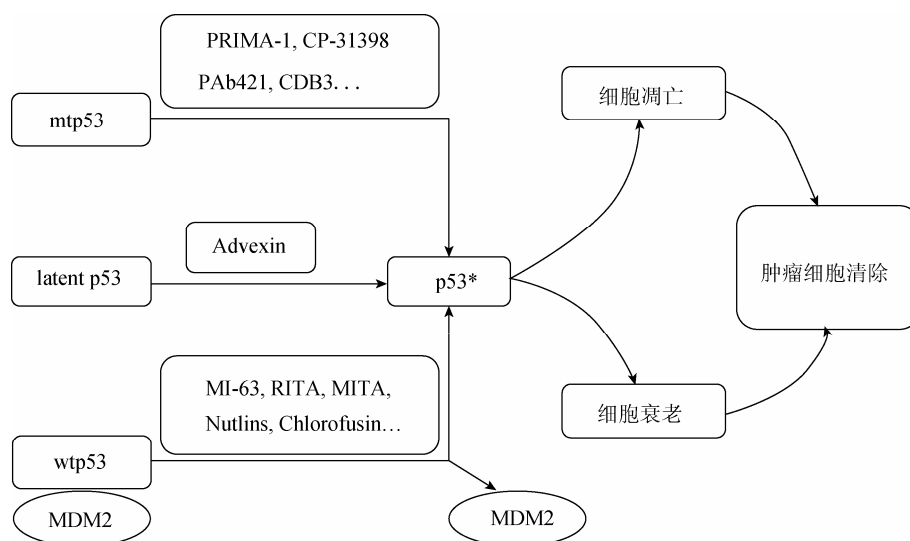 PRIMA-1, CP-31398
PAb421, CDB3...
mtp53
细胞凋亡
Advexin
latent p53
p53*
肿瘤细胞清除
MI-63, RITA, MITA,
Nutlins, Chlorofusin...
细胞衰老
wtp53
MDM2
MDM2